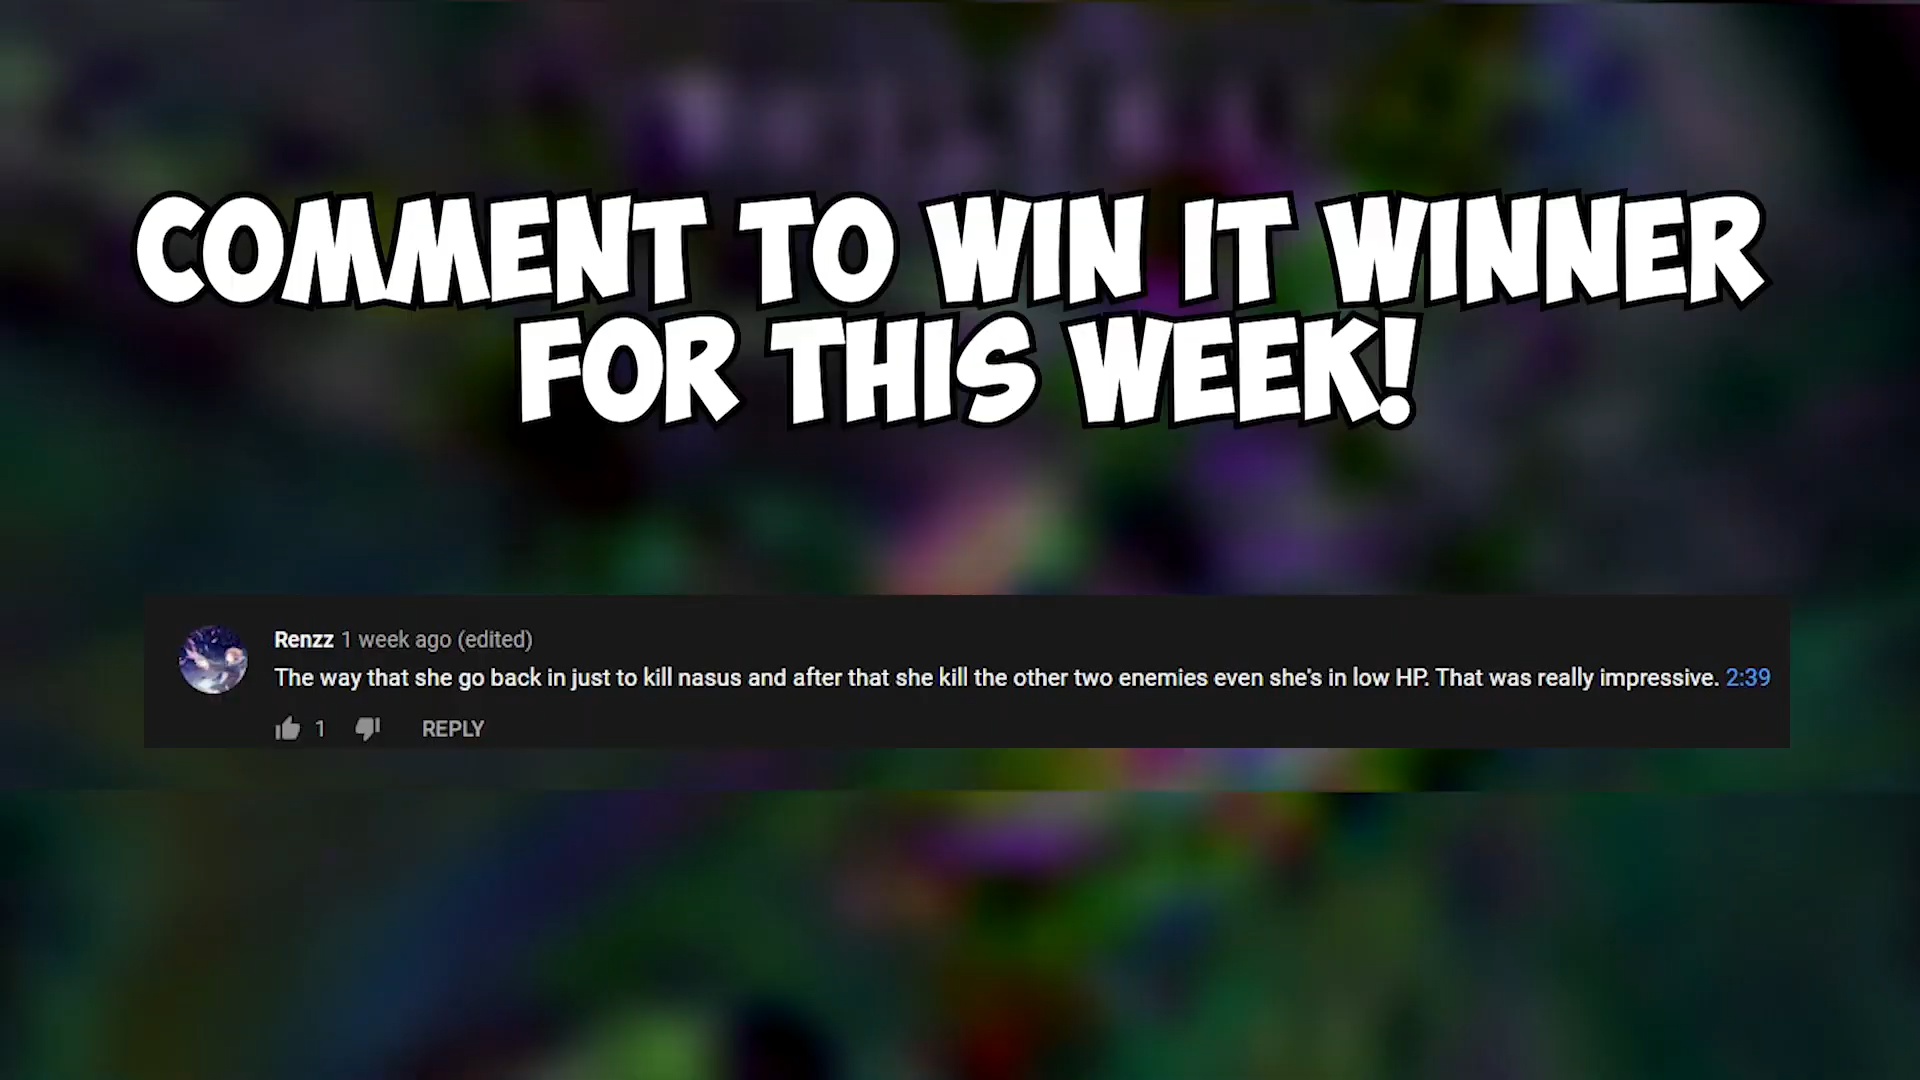 COMMENT TO WIN IT WINNER
FOR THIS WEEK!
Renzz 1 week ago (edited)
The way that she go back in just to kill nasus and after that she kill the other two enemies even she's in low HP. That was really impressive. 2:39
1 REPLY